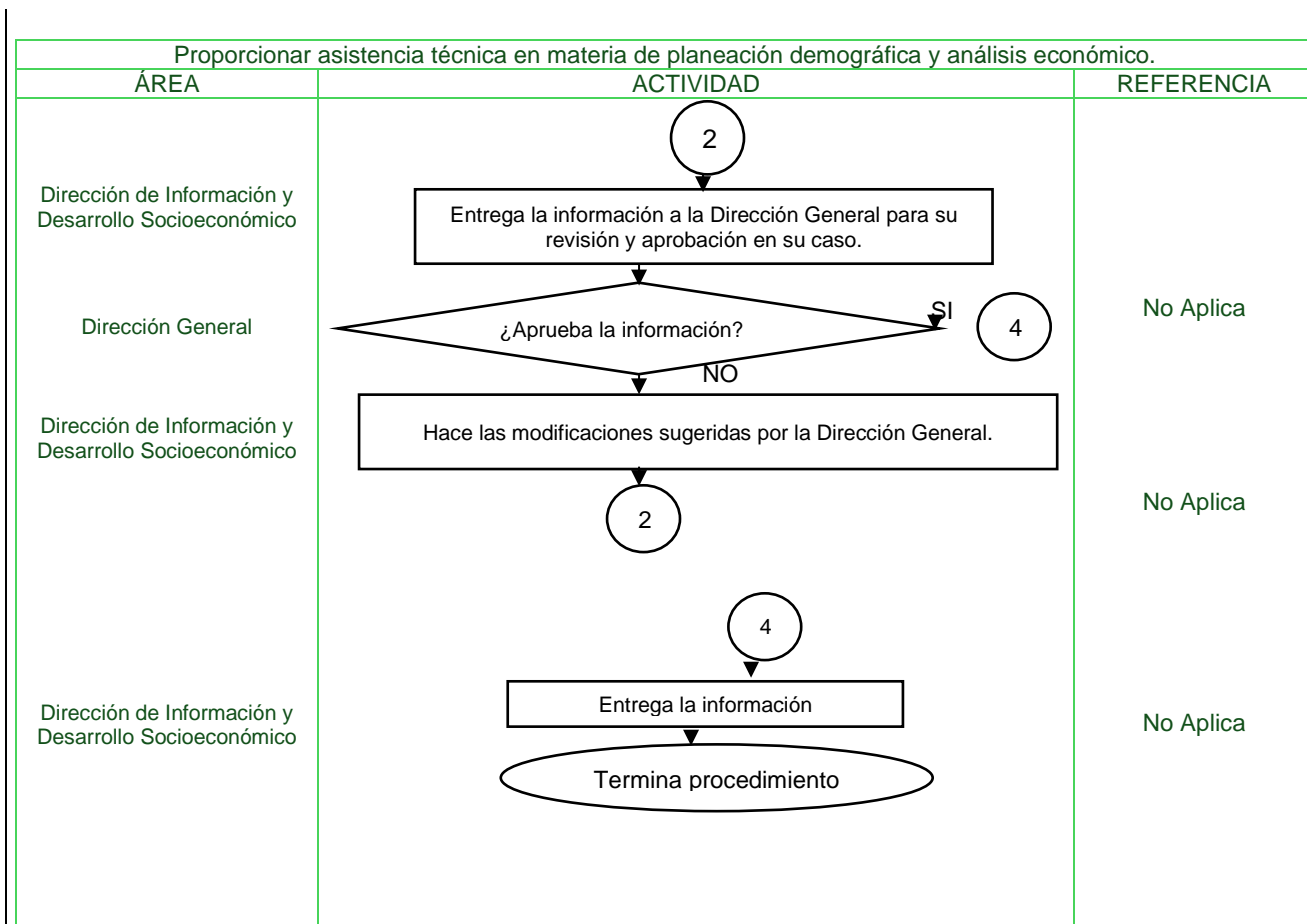 Proporcionar asistencia técnica en materia de planeación demográfica y análisis económico.
ÁREA
ACTIVIDAD
REFERENCIA
2
Dirección de Información y
Desarrollo Socioeconómico
Entrega la información a la Dirección General para su
revisión y aprobación en su caso.
Dirección General
¿Aprueba la información?
SI
4
No Aplica
NO
Dirección de Información y
Desarrollo Socioeconómico
Hace las modificaciones sugeridas por la Dirección General.
2
No Aplica
4
Dirección de Información y
Desarrollo Socioeconómico
Entrega la información
No Aplica
Termina procedimiento